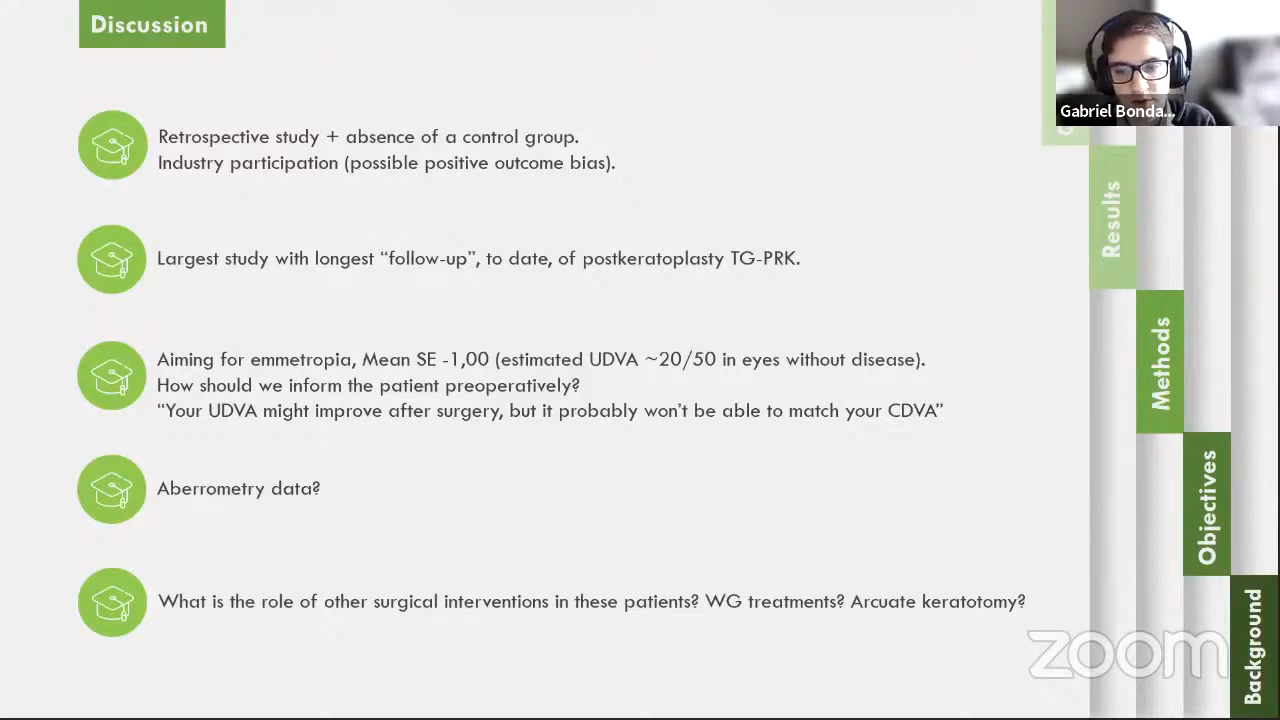 Discussion
Gabriel Bonda...
Retrospective study + absence of a control group.
Industry participation (possible positive outcome bias).
Largest study with longest “follow-up”, to date, of postkeratoplasty TG-PRK.
Aiming for emmetropia, Mean SE -1,00 (estimated UDVA ~20/50 in eyes without disease).
How should we inform the patient preoperatively?
“Your UDVA might improve after surgery, but it probably won’t be able to match your CDVA”
Aberrometry data?
What is the role of other surgical interventions in these patients? WG treatments? Arcuate keratotomy?
Results
Methods
Objectives
Background
zoom